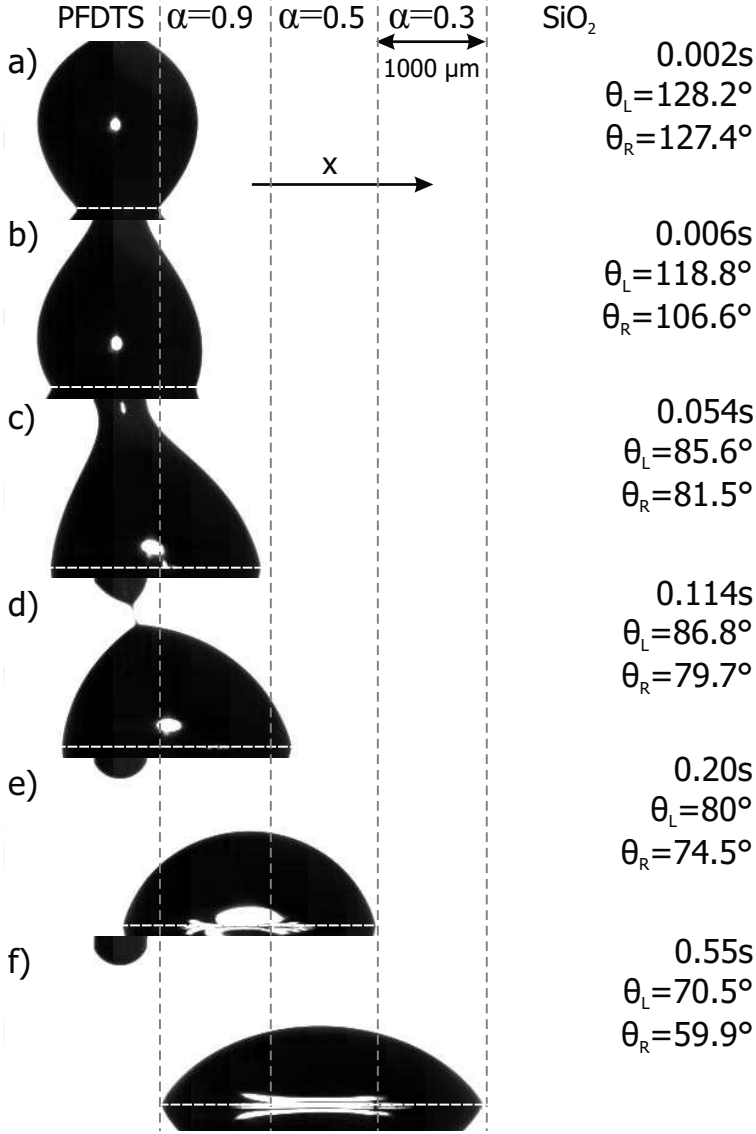 PFDTS α=0.9 α=0.5 α=0.3 SiO₂
1000 µm
x
a)
0.002s
θL=128.2°
θR=127.4°
b)
0.006s
θL=118.8°
θR=106.6°
c)
0.054s
θL=85.6°
θR=81.5°
d)
0.114s
θL=86.8°
θR=79.7°
e)
0.20s
θL=80°
θR=74.5°
f)
0.55s
θL=70.5°
θR=59.9°